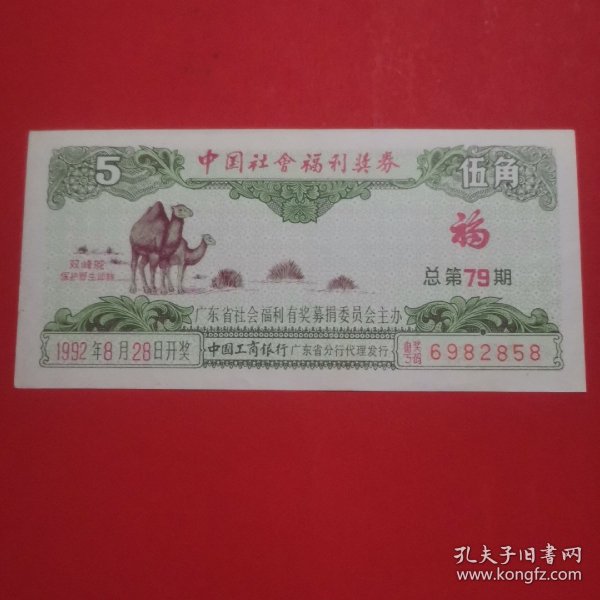 5
中国社會福利奖券
伍角
双峰驼
保护野生动物
福
总第79期
广东省社会福利有奖募捐委员会主办
1992年8月28日开奖
中国工商银行广东省分行代理发行
奖
号码
6982858
孔夫子旧书网
www.kongfz.com